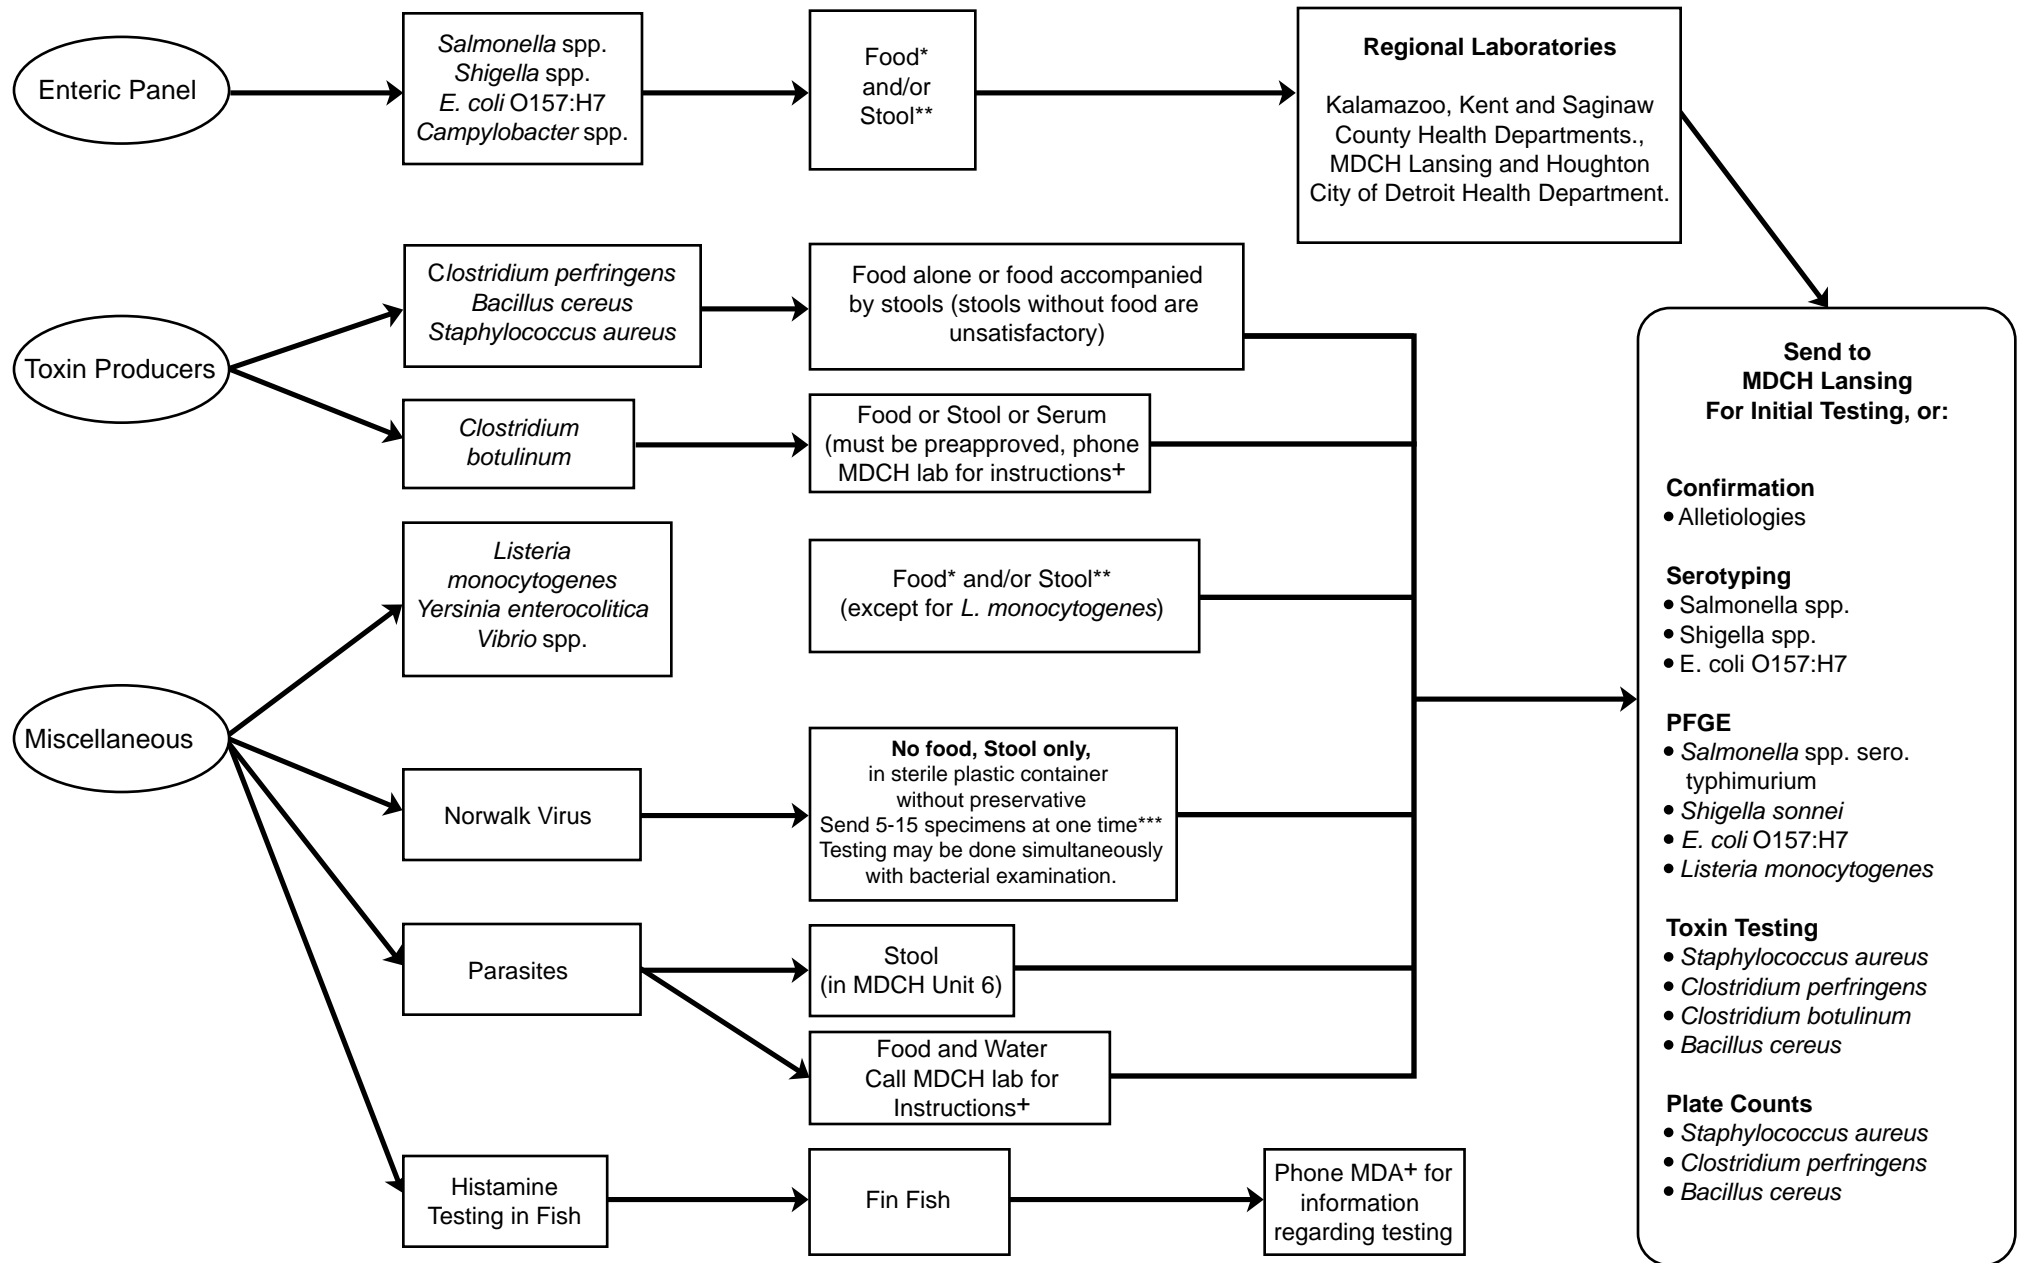 Enteric Panel
Salmonella spp.
Shigella spp.
E. coli O157:H7
Campylobacter spp.
Food*
and/or
Stool**
Regional Laboratories
Kalamazoo, Kent and Saginaw
County Health Departments.,
MDCH Lansing and Houghton
City of Detroit Health Department.
Toxin Producers
Clostridium perfringens
Bacillus cereus
Staphylococcus aureus
Food alone or food accompanied
by stools (stools without food are
unsatisfactory)
Clostridium
botulinum
Food or Stool or Serum
(must be preapproved, phone
MDCH lab for instructions+
Miscellaneous
Listeria
monocytogenes
Yersinia enterocolitica
Vibrio spp.
Food* and/or Stool**
(except for L. monocytogenes)
Norwalk Virus
No food, Stool only,
in sterile plastic container
without preservative
Send 5-15 specimens at one time***
Testing may be done simultaneously
with bacterial examination.
Parasites
Stool
(in MDCH Unit 6)
Food and Water
Call MDCH lab for
Instructions+
Histamine
Testing in Fish
Fin Fish
Phone MDA+ for
information
regarding testing
Send to
MDCH Lansing
For Initial Testing, or:
Confirmation
• Alletiologies
Serotyping
• Salmonella spp.
• Shigella spp.
• E. coli O157:H7
PFGE
• Salmonella spp. sero.
typhimurium
• Shigella sonnei
• E. coli O157:H7
• Listeria monocytogenes
Toxin Testing
• Staphylococcus aureus
• Clostridium perfringens
• Clostridium botulinum
• Bacillus cereus
Plate Counts
• Staphylococcus aureus
• Clostridium perfringens
• Bacillus cereus